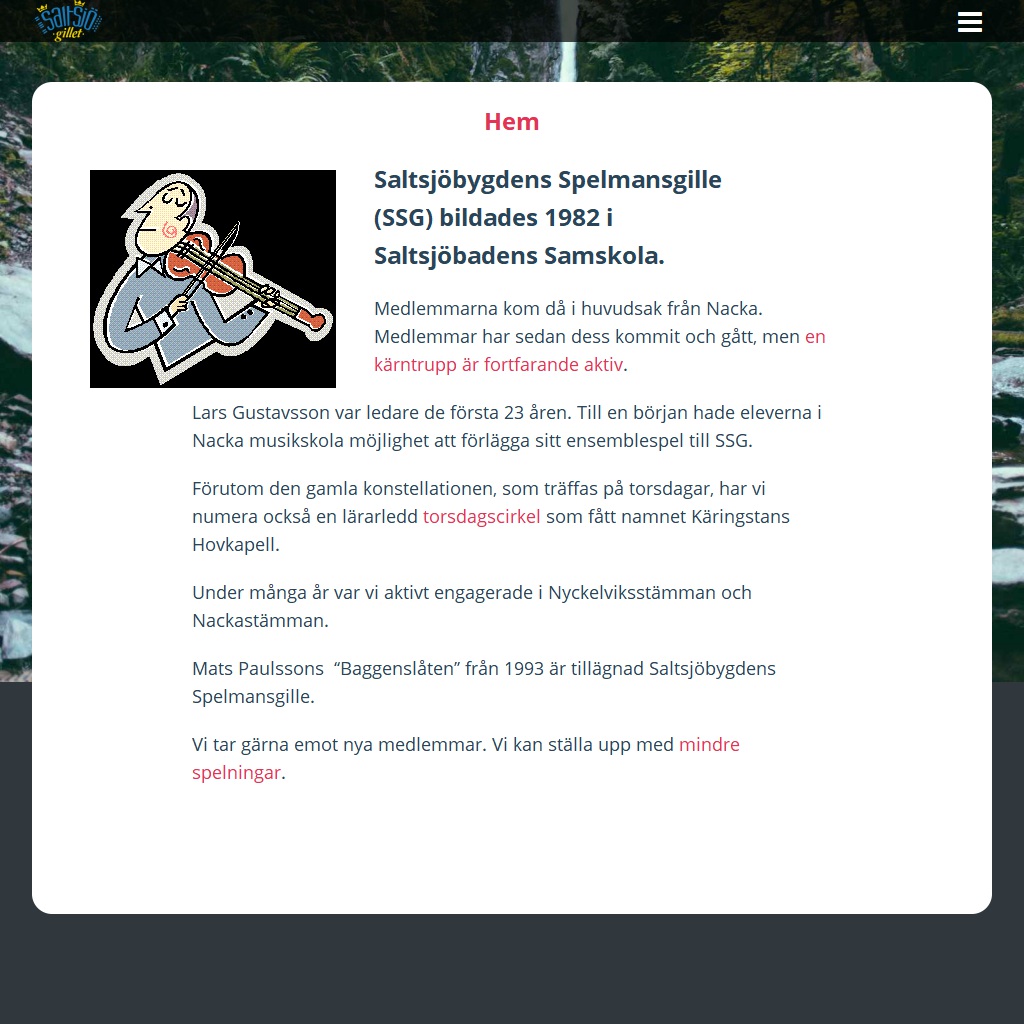 Saltsjö
gillet
Hem
Saltsjöbygdens Spelmansgille
(SSG) bildades 1982 i
Saltsjöbadens Samskola.
Medlemmarna kom då i huvudsak från Nacka.
Medlemmar har sedan dess kommit och gått, men en
kärntrupp är fortfarande aktiv.
Lars Gustavsson var ledare de första 23 åren. Till en början hade eleverna i
Nacka musikskola möjlighet att förlägga sitt ensemblespel till SSG.
Förutom den gamla konstellationen, som träffas på torsdagar, har vi
numera också en lärarledd torsdagscirkel som fått namnet Käringstans
Hovkapell.
Under många år var vi aktivt engagerade i Nyckelviksstämman och
Nackastämman.
Mats Paulssons  “Baggenslåten” från 1993 är tillägnad Saltsjöbygdens
Spelmansgille.
Vi tar gärna emot nya medlemmar. Vi kan ställa upp med mindre
spelningar.